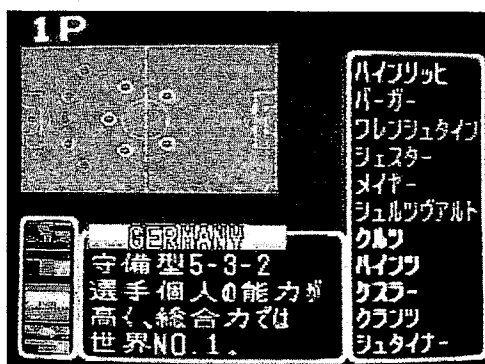 1P
ハインリッヒ
バーガー
フレンジュタイン
シェスター
メイヤー
シュルツヴァルト
クルツ
ハインツ
ケスラー
クランツ
シュタイナー
GERMANY
守備型5-3-2
選手個人の能力が
高く、総合力では
世界NO.1。